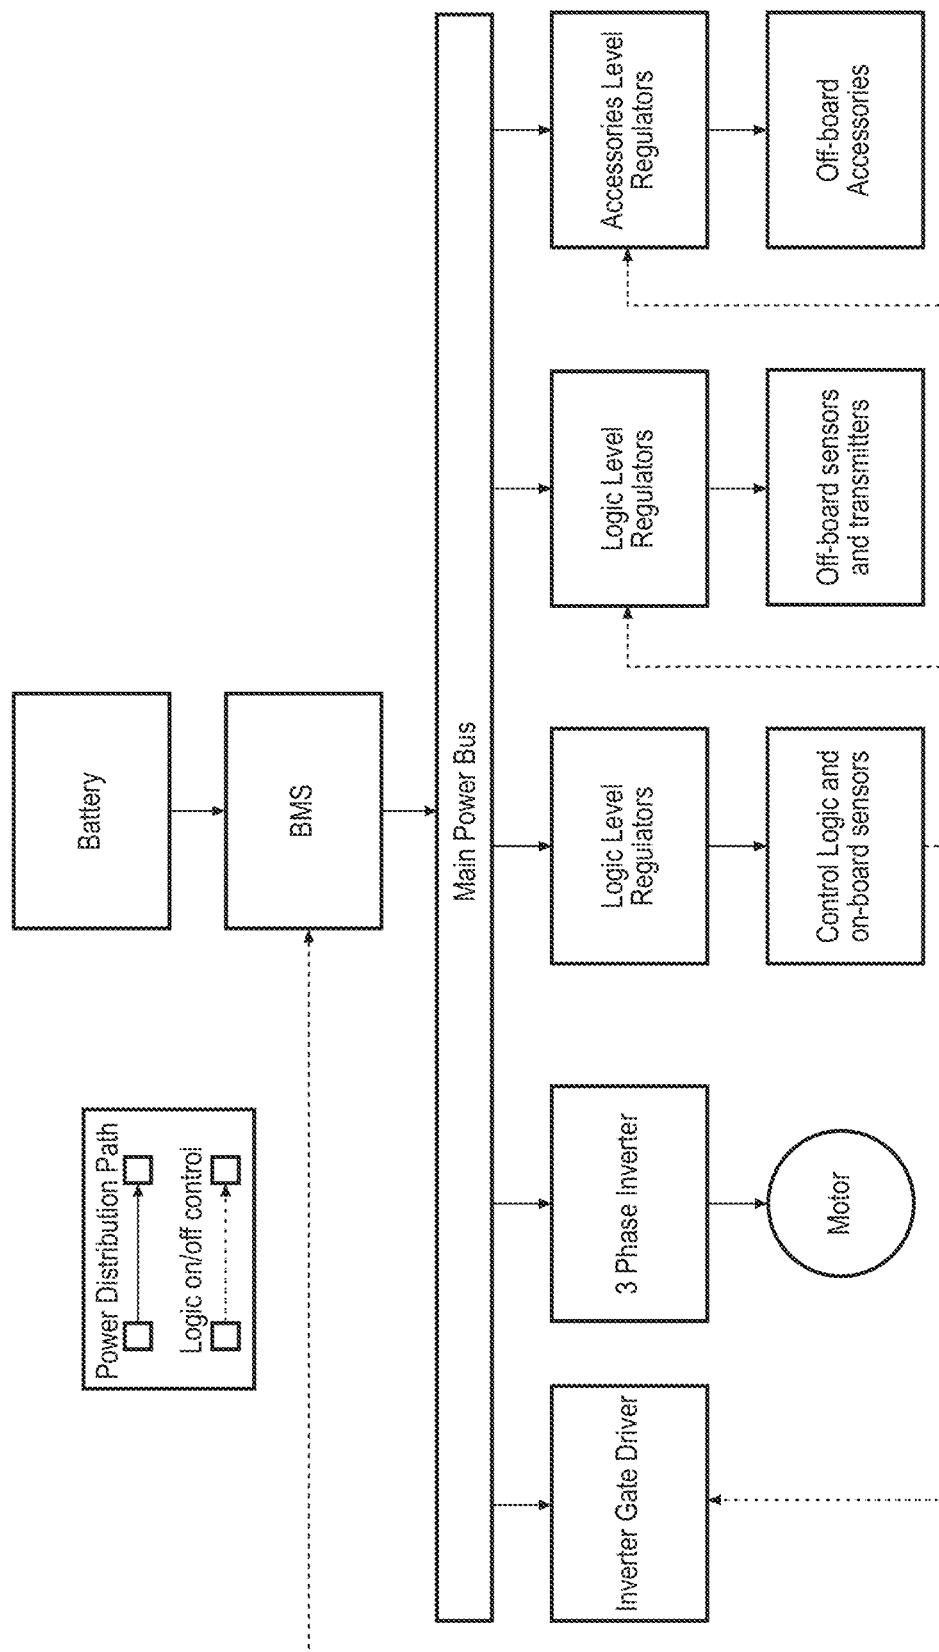 Power Distribution Path
Logic on/off control
Battery
BMS
Main Power Bus
Inverter Gate Driver
3 Phase Inverter
Logic Level
Regulators
Logic Level
Regulators
Accessories Level
Regulators
Motor
Control Logic and
on-board sensors
Off-board sensors
and transmitters
Off-board
Accessories